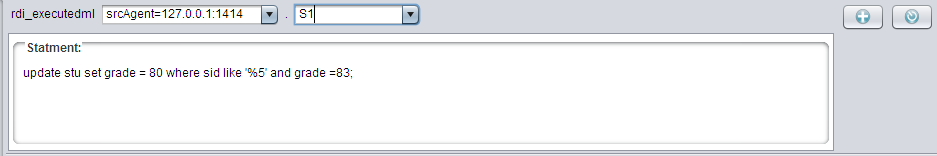 rdi_executedml srcAgent=127.0.0.1:1414 . S1
Statment:
update stu set grade = 80 where sid like '%5' and grade =83;